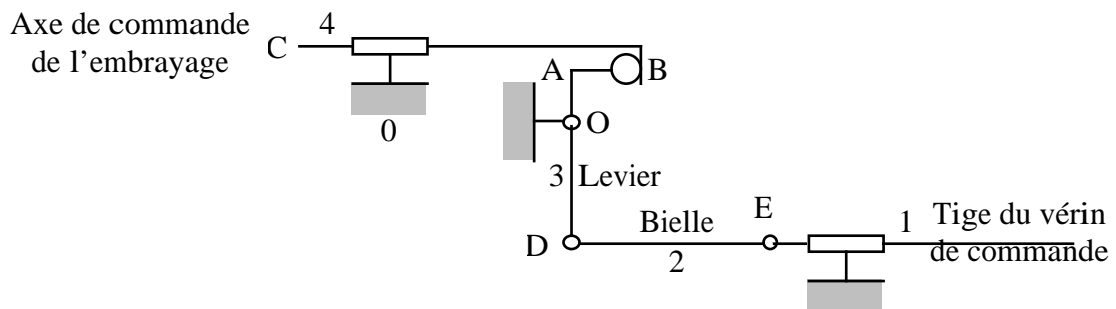 Axe de commande
de l’embrayage
4
C
A
B
0
O
3
Levier
D
Bielle
2
E
1
Tige du vérin
de commande